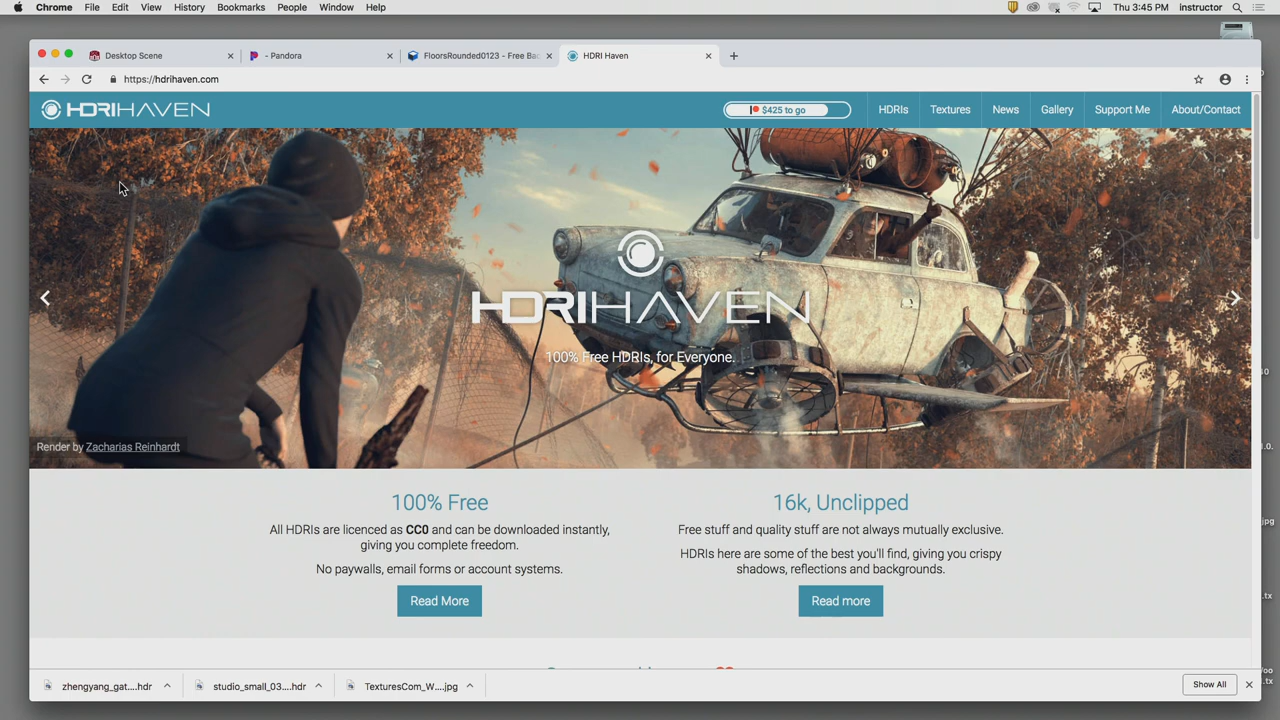 Chrome File Edit View History Bookmarks People Window Help Thu 3:45 PM instructor
Desktop Scene - Pandora FloorsRounded0123 - Free Bac HDRI Haven
https://hdrihaven.com
HDRIHAVEN $425 to go HDRIs Textures News Gallery Support Me About/Contact
HDRIHAVEN
100% Free HDRIs, for Everyone.
Render by Zacharias Reinhardt
100% Free
All HDRIs are licenced as CC0 and can be downloaded instantly,
giving you complete freedom.
No paywalls, email forms or account systems.
Read More
16k, Unclipped
Free stuff and quality stuff are not always mutually exclusive.
HDRIs here are some of the best you'll find, giving you crispy
shadows, reflections and backgrounds.
Read more
zhengyang_gat....hdr studio_small_03....hdr TexturesCom_W....jpg Show All